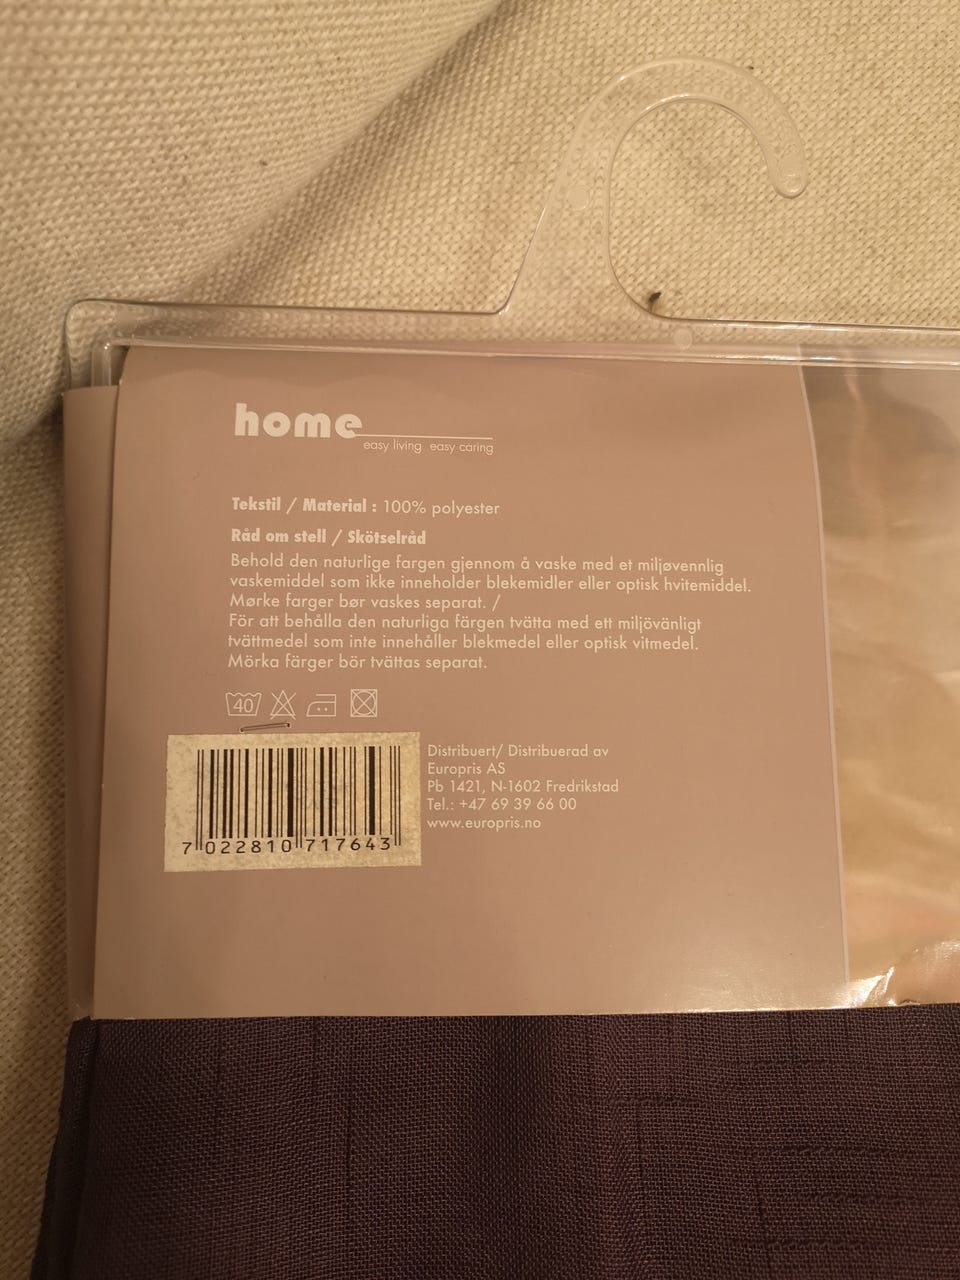 home
easy living easy caring
Tekstil / Material : 100% polyester
Råd om stell / Skötselråd
Behold den naturlige fargen gjennom å vaske med et miljøvennlig
vaskemiddel som ikke inneholder blekemidler eller optisk hvitemiddel.
Mørke farger bør vaskes separat. /
För att behålla den naturliga färgen tvätta med ett miljövänligt
tvättmedel som inte innehåller blekmedel eller optisk vitmedel.
Mörka färger bör tvättas separat.
40
Distribuert/ Distribuerad av
Europris AS
Pb 1421, N-1602 Fredrikstad
Tel.: +47 69 39 66 00
www.europris.no
7 022810 717643